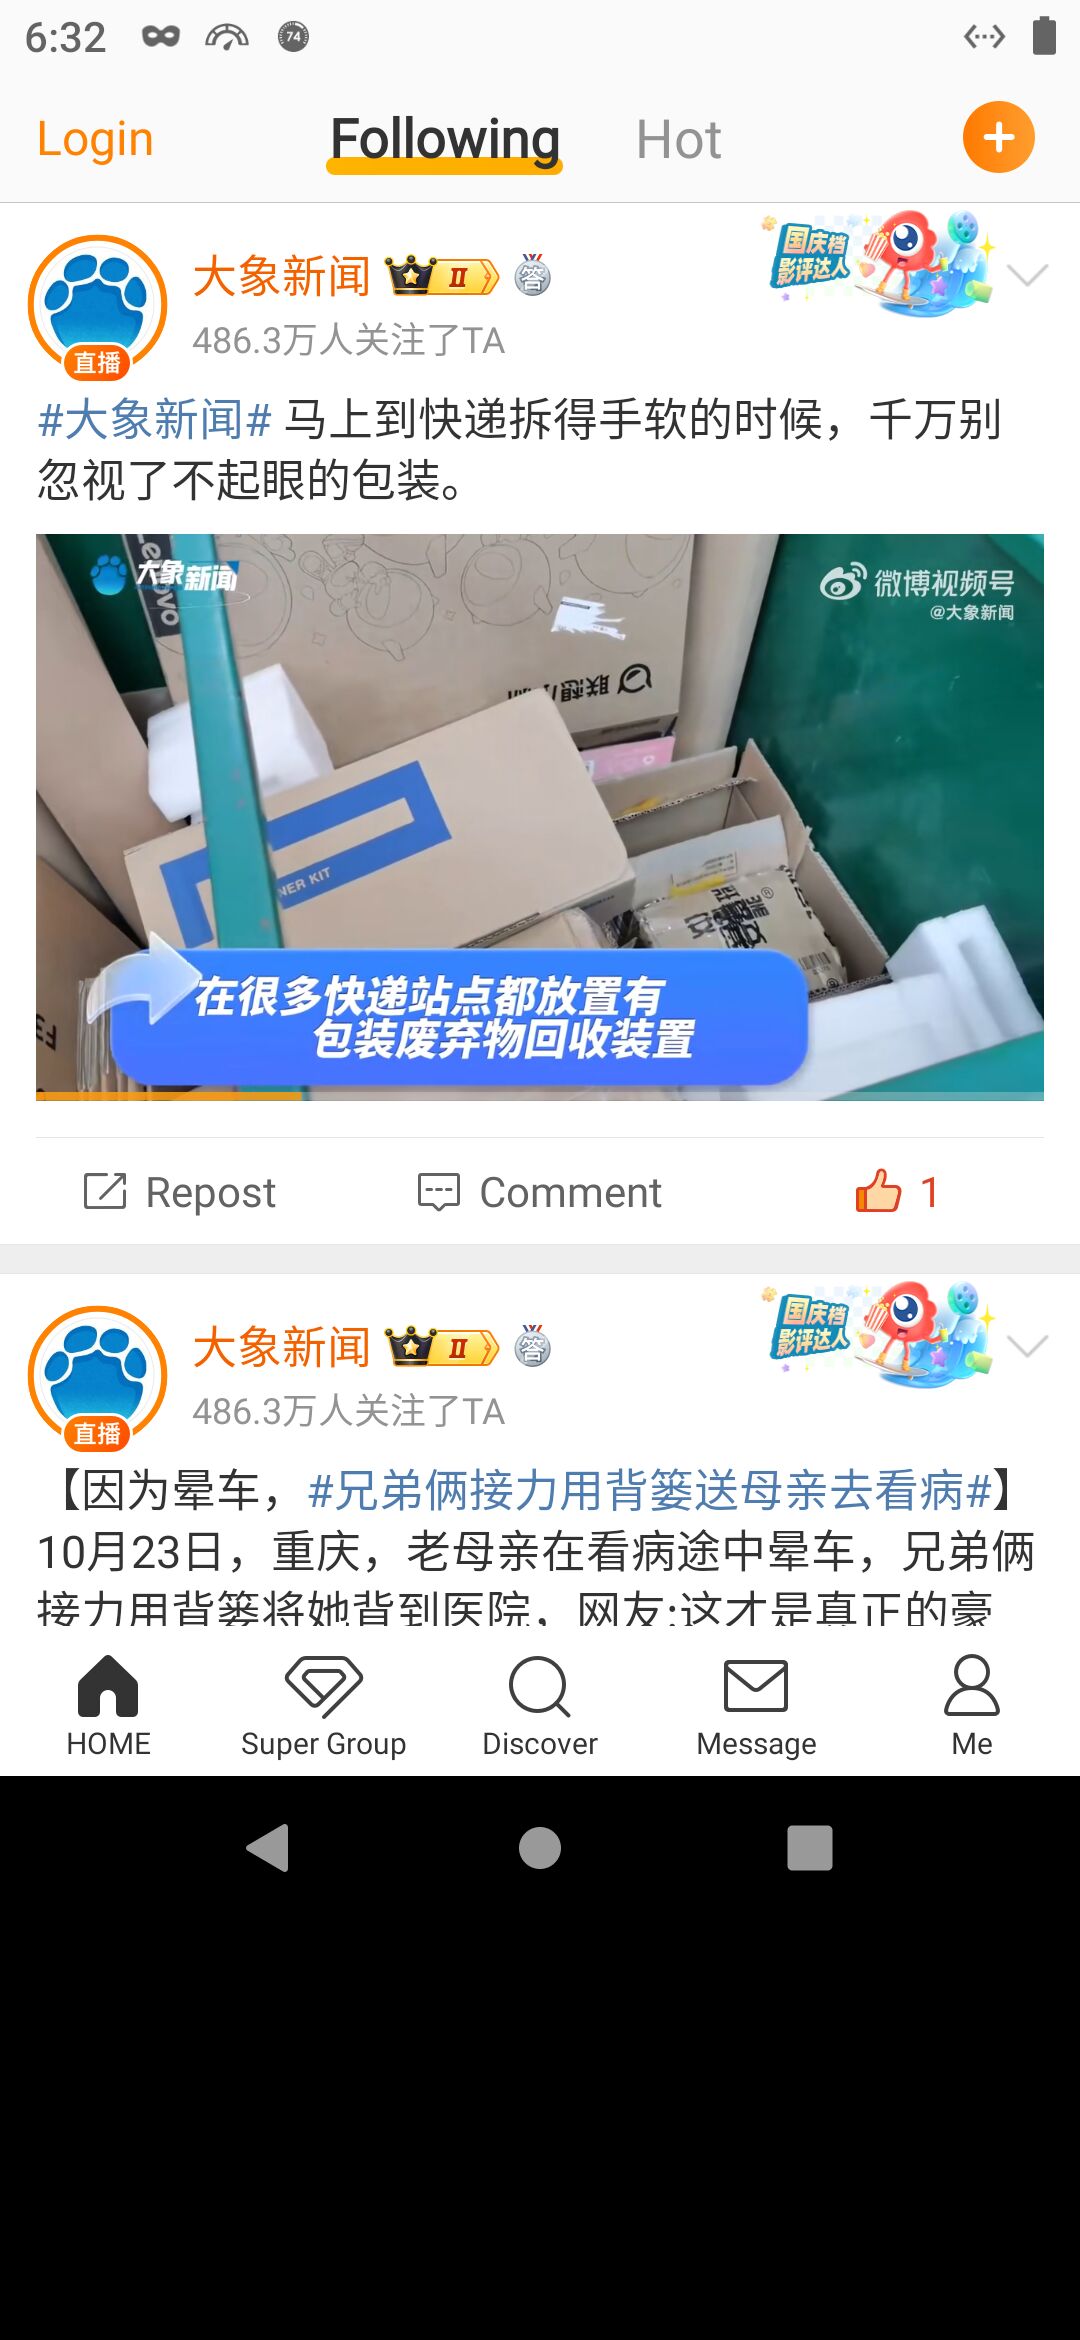 6:32
74
Login
Following
Hot
国庆档
影评达人
大象新闻
II
答
486.3万人关注了TA
直播
#大象新闻# 马上到快递拆得手软的时候，千万别
忽视了不起眼的包装。
大象新闻
Lenovo
微博视频号
@大象新闻
NER KIT
在很多快递站点都放置有
包装废弃物回收装置
Repost
Comment
1
国庆档
影评达人
大象新闻
II
答
486.3万人关注了TA
直播
【因为晕车，#兄弟俩接力用背篓送母亲去看病#】
10月23日，重庆，老母亲在看病途中晕车，兄弟俩
接力用背篓将她背到医院，网友:这才是真正的豪
HOME
Super Group
Discover
Message
Me